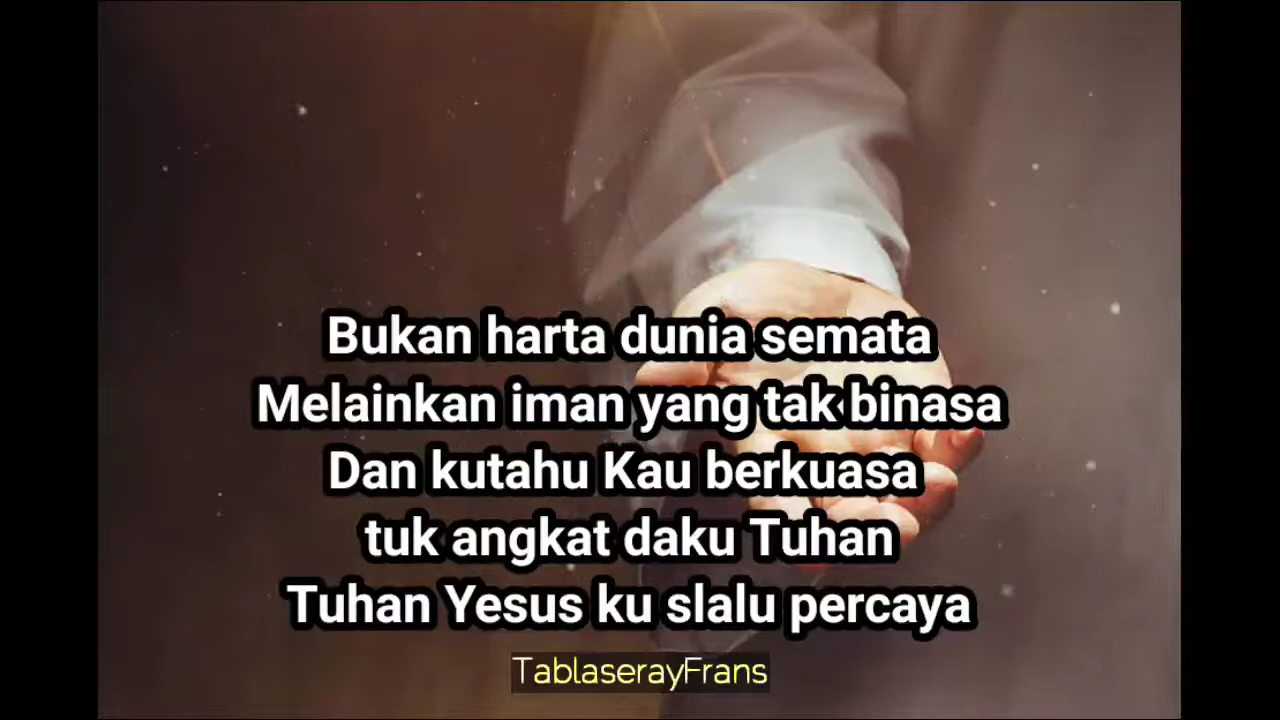 Bukan harta dunia semata
Melainkan iman yang tak binasa
Dan kutahu Kau berkuasa
tuk angkat daku Tuhan
Tuhan Yesus ku slalu percaya
TablaserayFrans